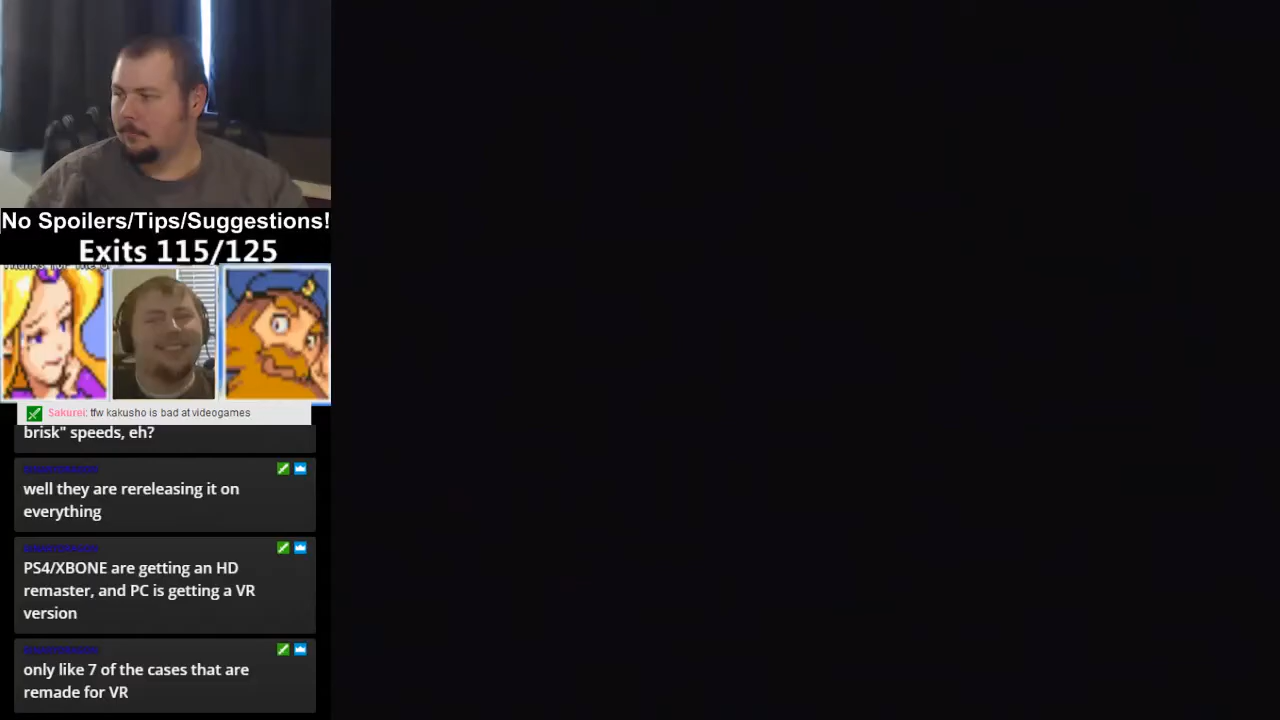 No Spoilers/Tips/Suggestions!
Exits 115/125
Sakurei: tfw kakusho is bad at videogames
brisk" speeds, eh?
well they are rereleasing it on
everything
PS4/XBONE are getting an HD
remaster, and PC is getting a VR
version
only like 7 of the cases that are
remade for VR